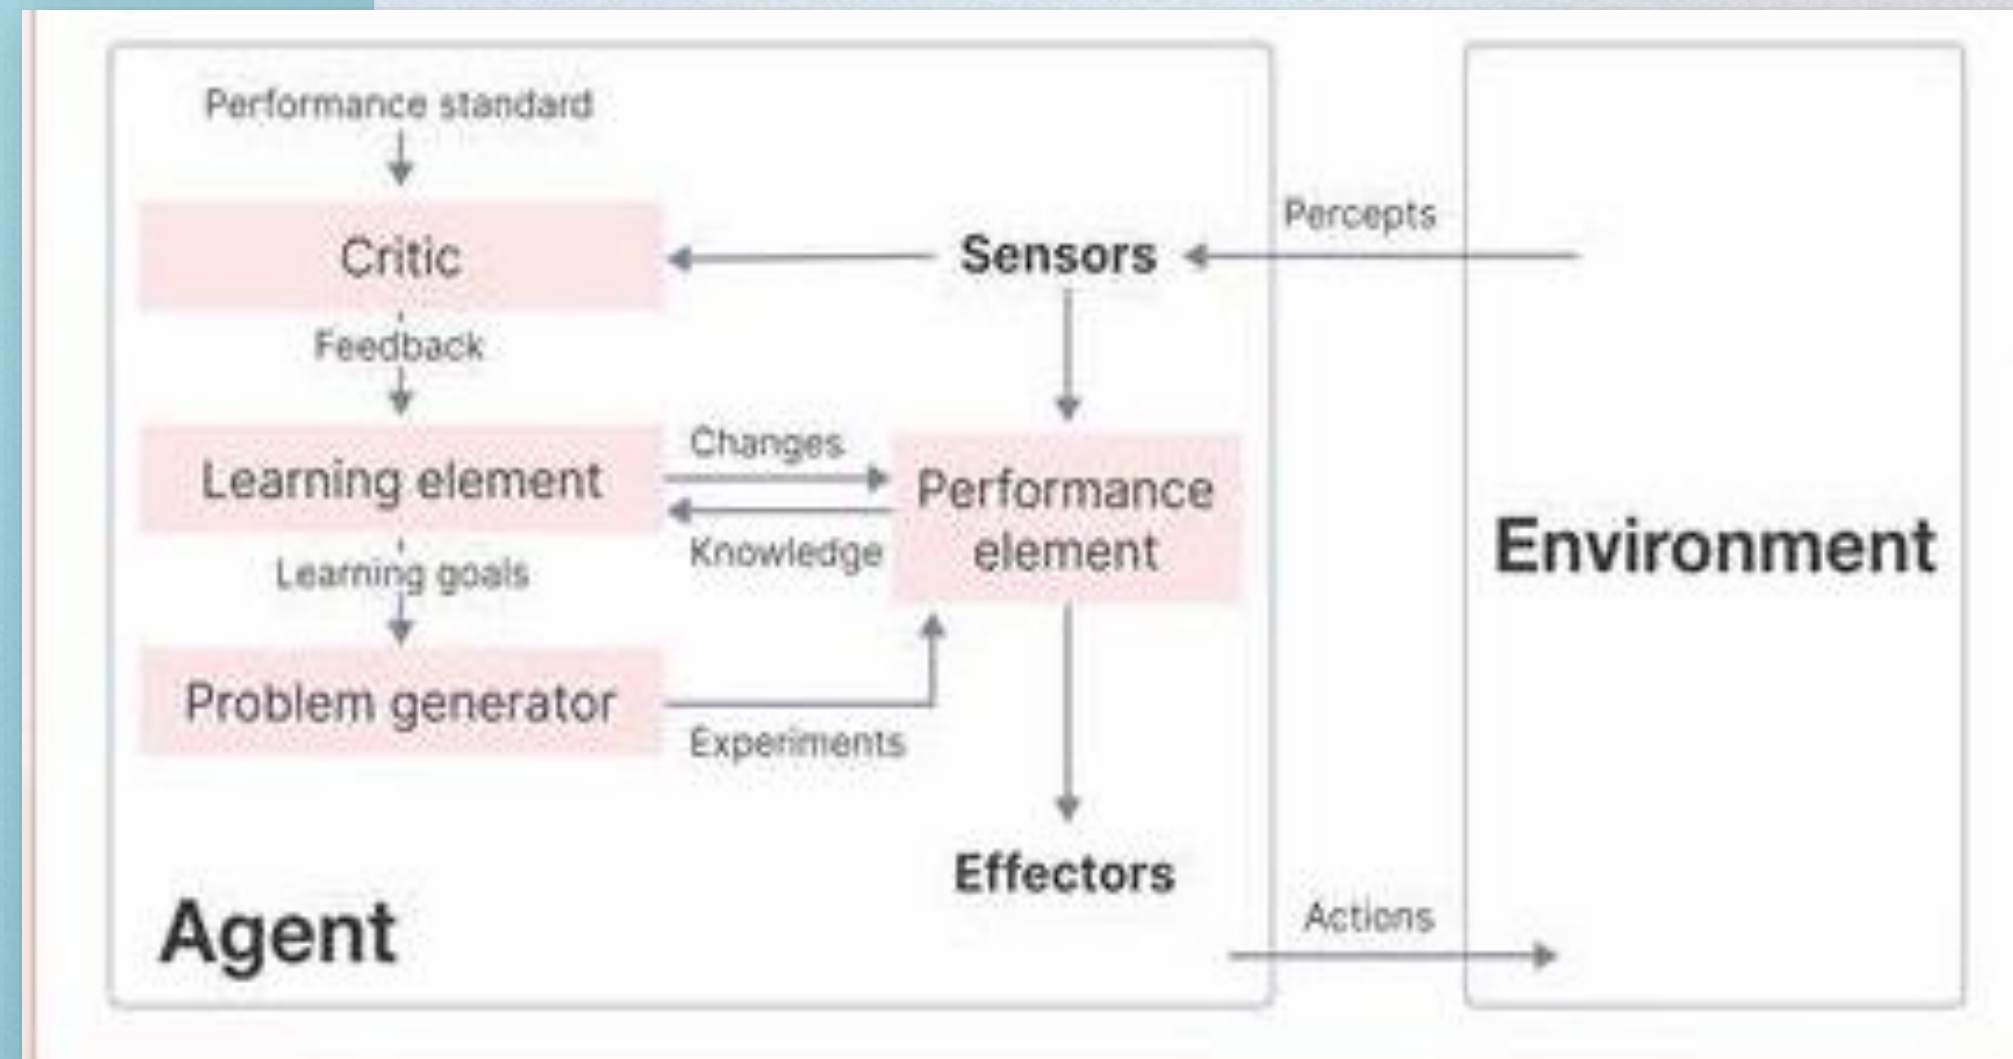 Performance standard
Percepts
Critic
Sensors
Feedback
Changes
Learning element
Performance
element
Knowledge
Environment
Learning goals
Problem generator
Experiments
Effectors
Agent
Actions